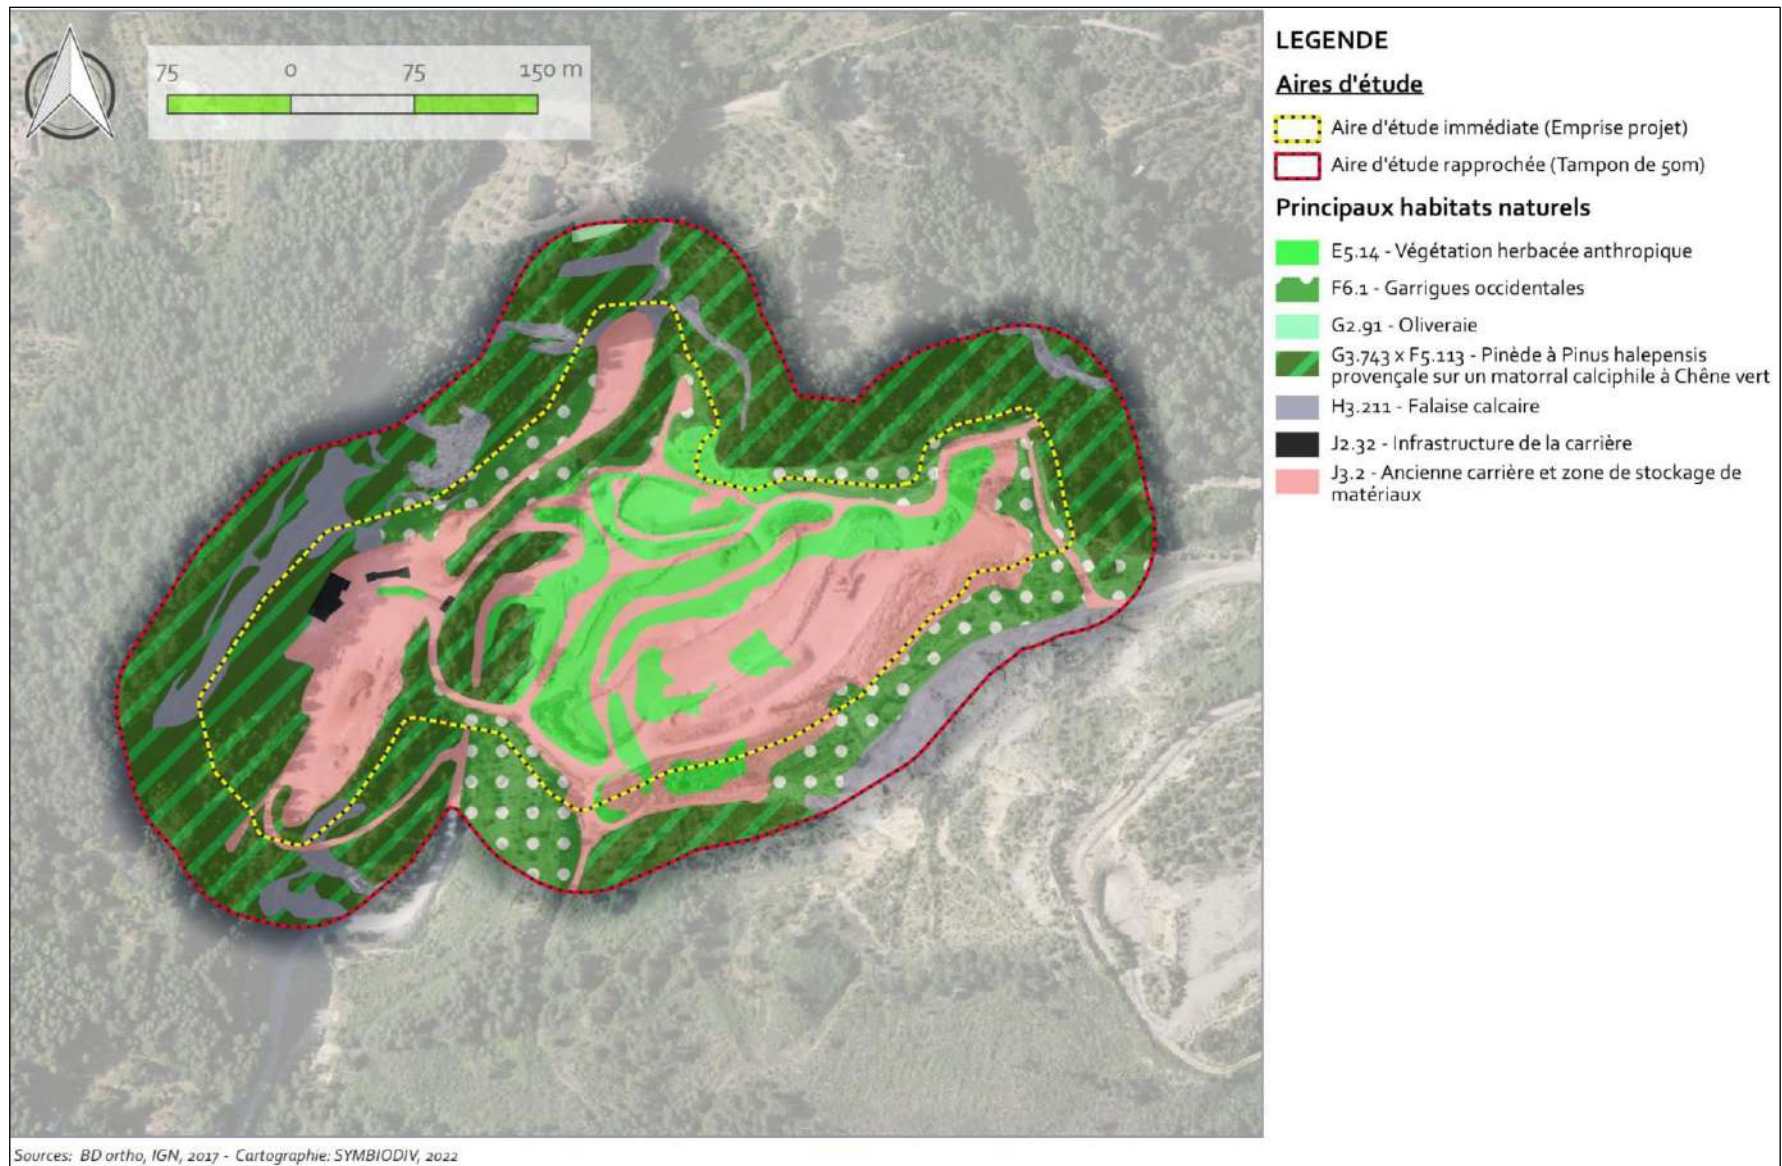 75 0 75 150 m
LEGENDE
Aires d'étude
Aire d'étude immédiate (Emprise projet)
Aire d'étude rapprochée (Tampon de 50m)
Principaux habitats naturels
E5.14 - Végétation herbacée anthropique
F6.1 - Garrigues occidentales
G2.91 - Oliveraie
G3.743 x F5.113 - Pinède à Pinus halepensis
provençale sur un matorral calciphile à Chêne vert
H3.211 - Falaise calcaire
J2.32 - Infrastructure de la carrière
J3.2 - Ancienne carrière et zone de stockage de
matériaux
Sources: BD ortho, IGN, 2017 - Cartographie: SYMBIODIV, 2022